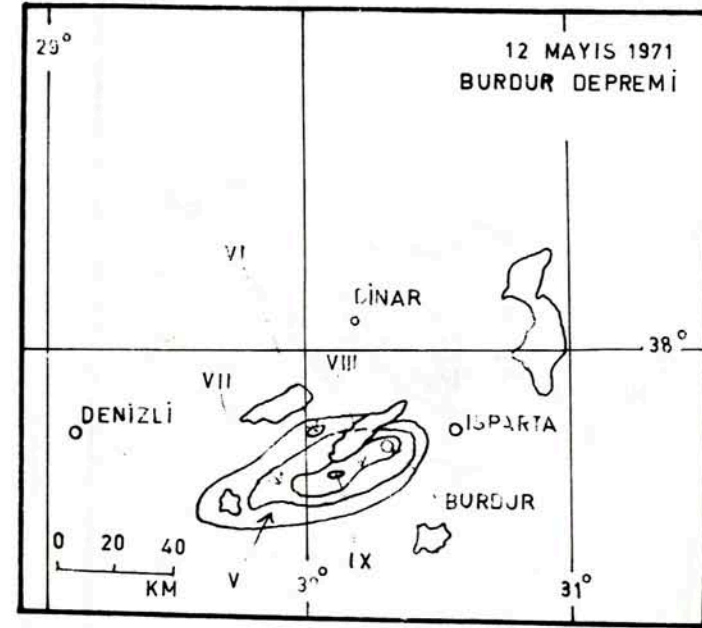 29°
12 MAYIS 1971
BURDUR DEPREMİ
VI
DİNAR
38°
VIII
VII
DENİZLİ
ISPARTA
BURDUR
0 20 40
KM
V
30°
IX
31°